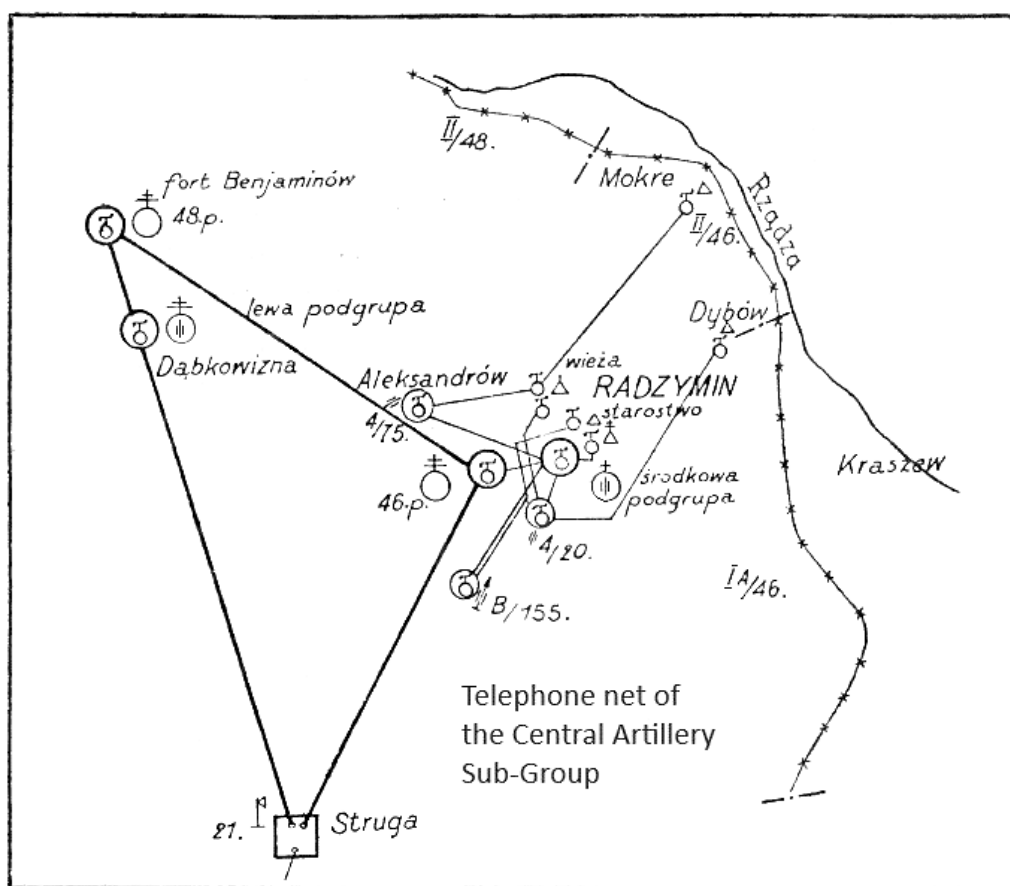 II/48.
Mokre
fort Benjaminów
48.p.
II/46.
Rządza
lewa podgrupa
Dybów
Dąbkowizna
wieża
Aleksandrów
RADZYMIN
4/75.
starostwo
46.p.
środkowa
podgrupa
Kraszew
4/20.
IA/46.
B/155.
Telephone net of
the Central Artillery
Sub-Group
21.
Struga